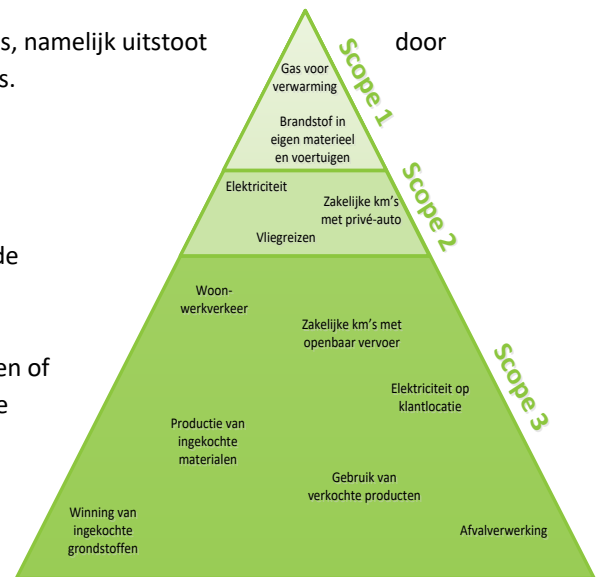 s, namelijk uitstoot door
s.
de
en of
e
Scope 1
Gas voor
verwarming
Brandstof in
eigen materieel
en voertuigen
Scope 2
Elektriciteit
Zakelijke km's
met privé-auto
Vliegreizen
Scope 3
Woon-
werkverkeer
Zakelijke km's met
openbaar vervoer
Elektriciteit op
klantlocatie
Productie van
ingekochte
materialen
Gebruik van
verkochte producten
Winning van
ingekochte
grondstoffen
Afvalverwerking